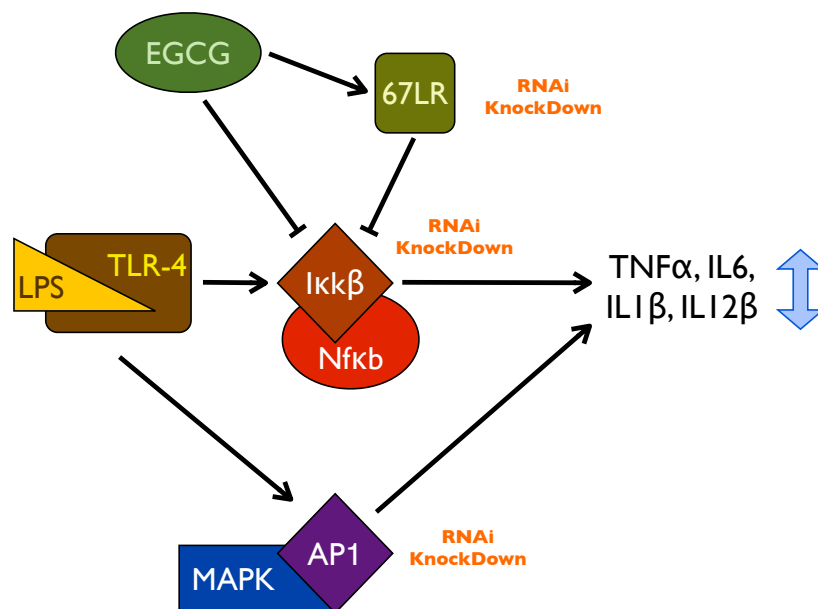 EGCG
67LR
RNAi
KnockDown
RNAi
KnockDown
LPS
TLR-4
Iκkβ
Nfκb
TNFα, IL6,
IL1β, IL12β
MAPK
AP1
RNAi
KnockDown